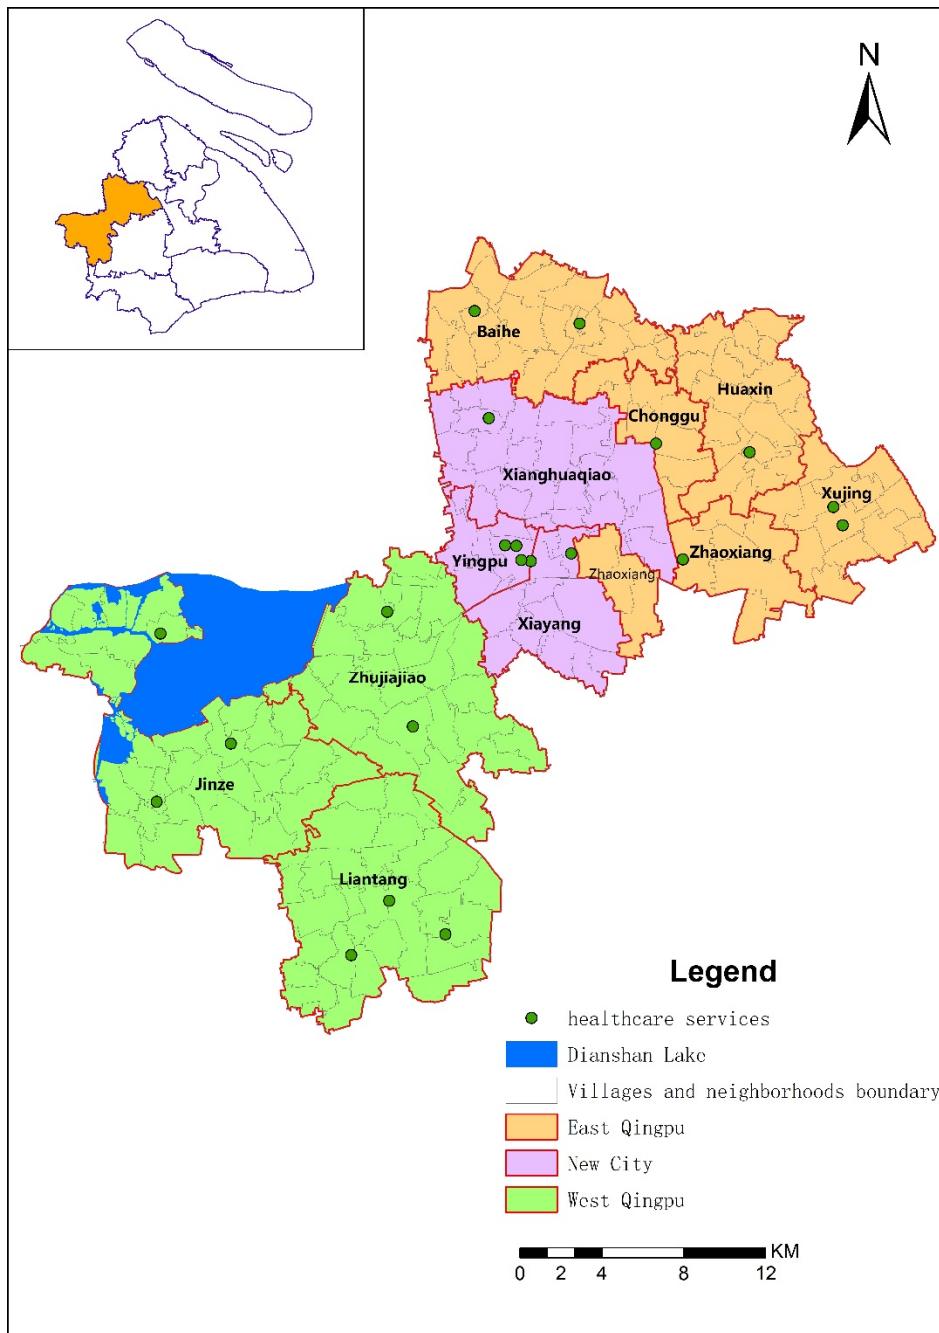 N
Baihe
Huaxin
Chonggu
Xianghuaqiao
Xujing
Zhaoxiang
Yingpu
Zhaoxiang
Xiayang
Zhujiajiao
Jinze
Liantang
Legend
healthcare services
Dianshan Lake
Villages and neighborhoods boundary
East Qingpu
New City
West Qingpu
KM
0 2 4 8 12